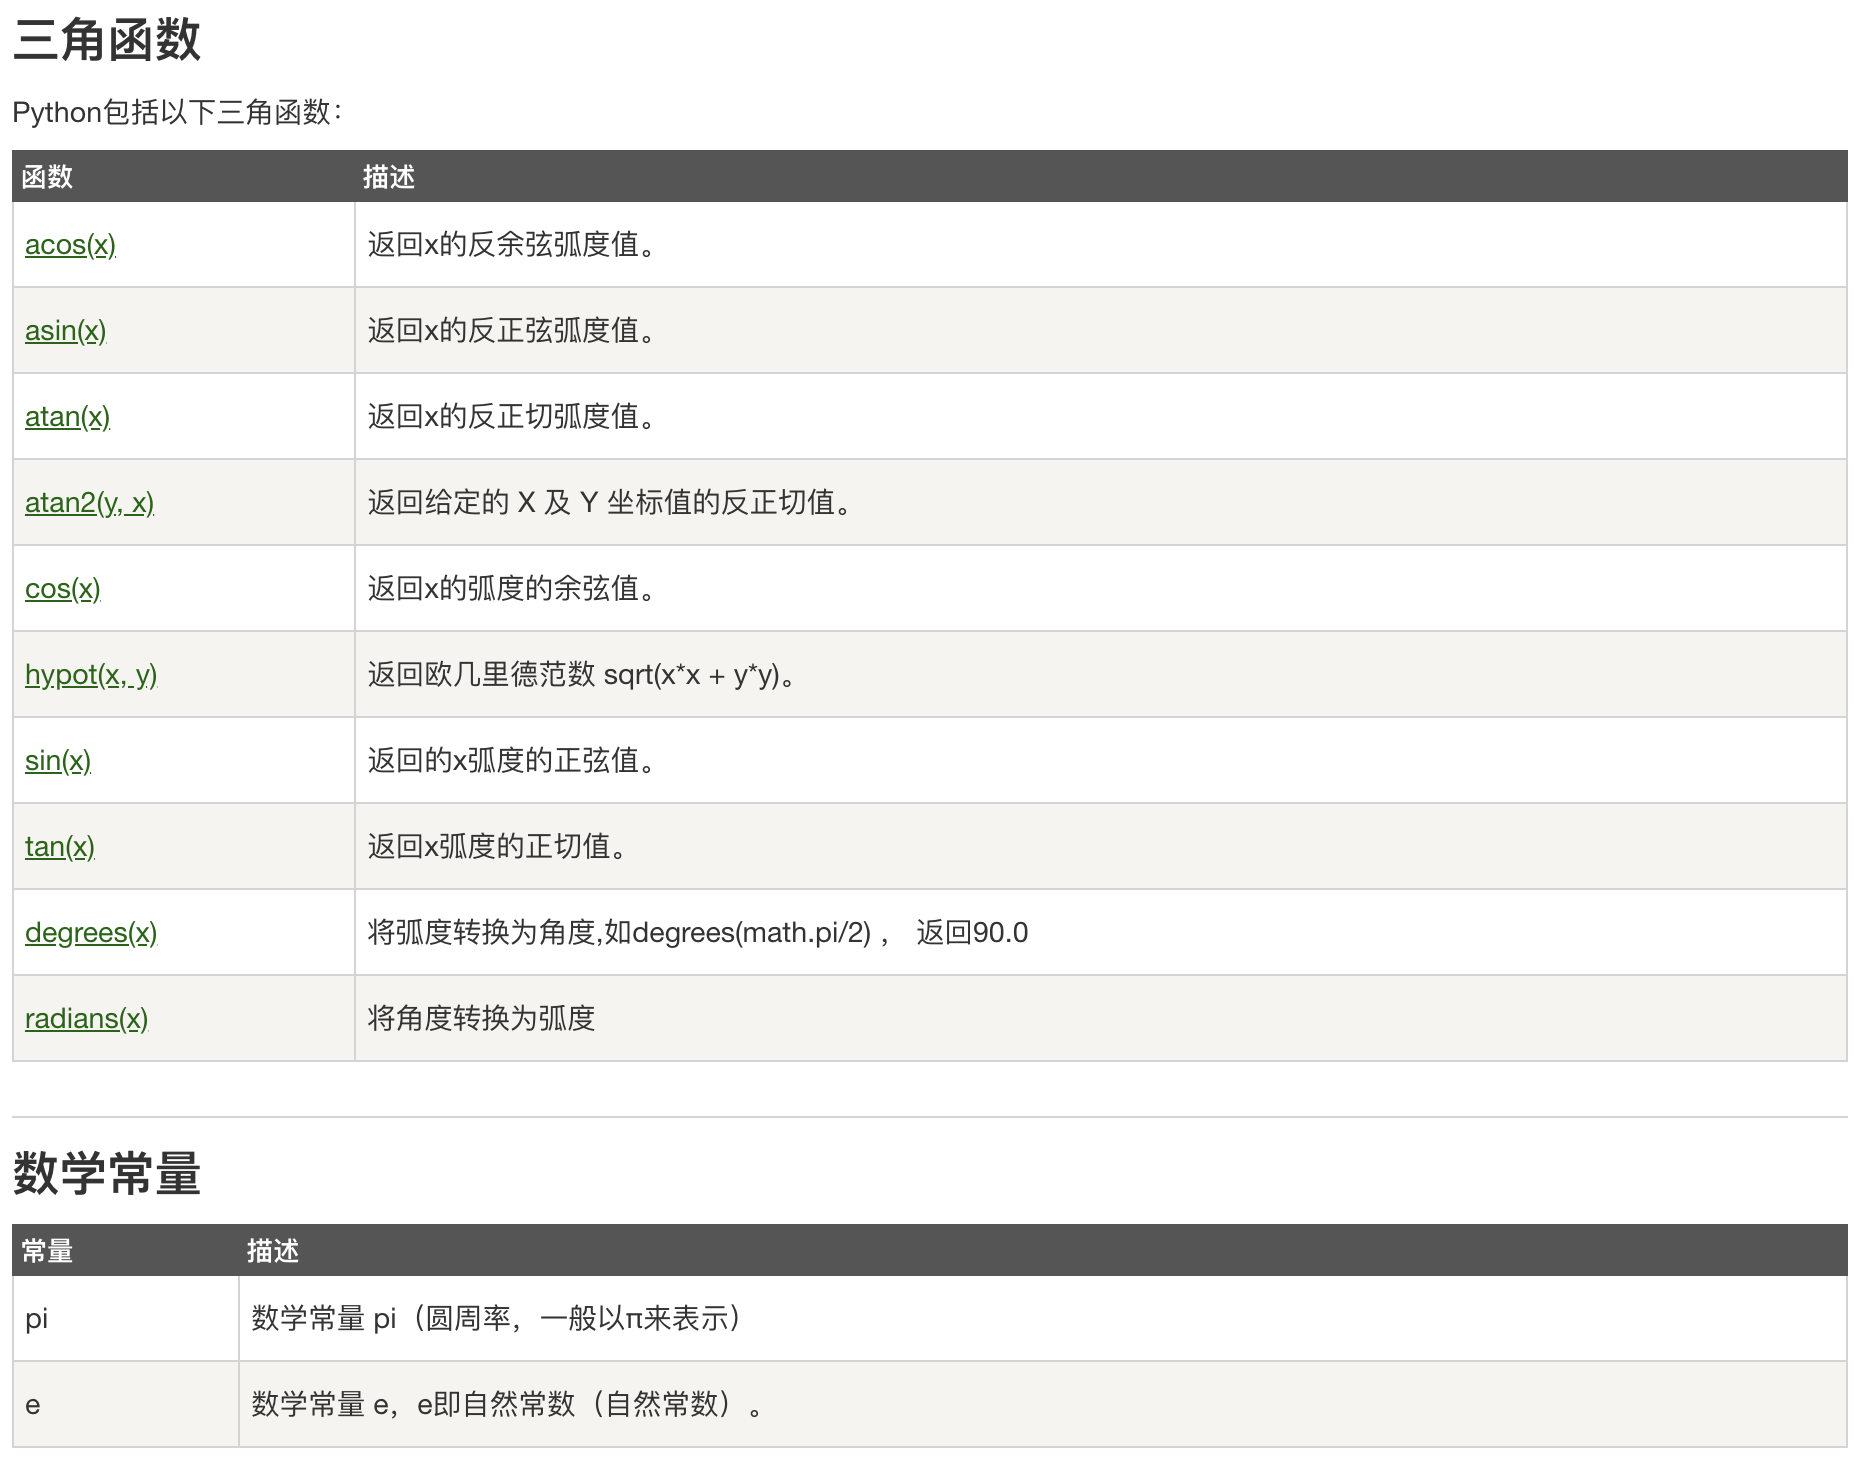 三角函数
Python包括以下三角函数：
函数 描述
acos(x) 返回x的反余弦弧度值。
asin(x) 返回x的反正弦弧度值。
atan(x) 返回x的反正切弧度值。
atan2(y, x) 返回给定的 X 及 Y 坐标值的反正切值。
cos(x) 返回x的弧度的余弦值。
hypot(x, y) 返回欧几里德范数 sqrt(x*x + y*y)。
sin(x) 返回的x弧度的正弦值。
tan(x) 返回x弧度的正切值。
degrees(x) 将弧度转换为角度,如degrees(math.pi/2) ， 返回90.0
radians(x) 将角度转换为弧度
数学常量
常量 描述
pi 数学常量 pi（圆周率，一般以π来表示）
e 数学常量 e，e即自然常数（自然常数）。